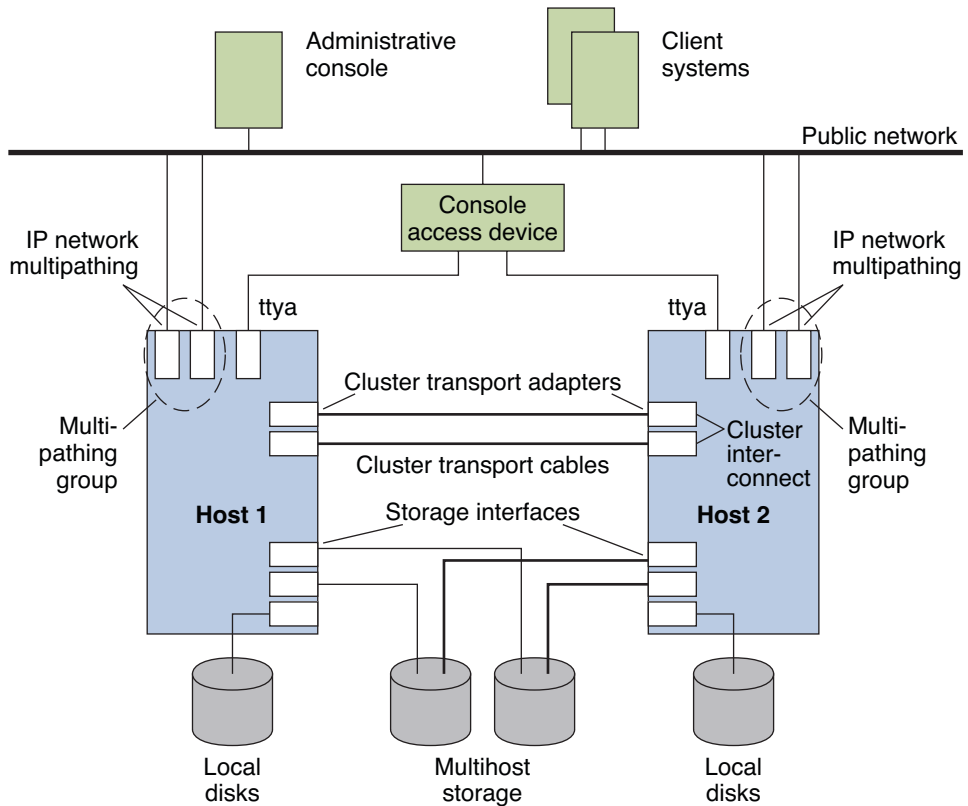 Administrative
console
Client
systems
Public network
Console
access device
IP network
multipathing
IP network
multipathing
ttya
ttya
Cluster transport adapters
Multi-
pathing
group
Cluster
inter-
connect
Multi-
pathing
group
Cluster transport cables
Host 1
Storage interfaces
Host 2
Local
disks
Multihost
storage
Local
disks